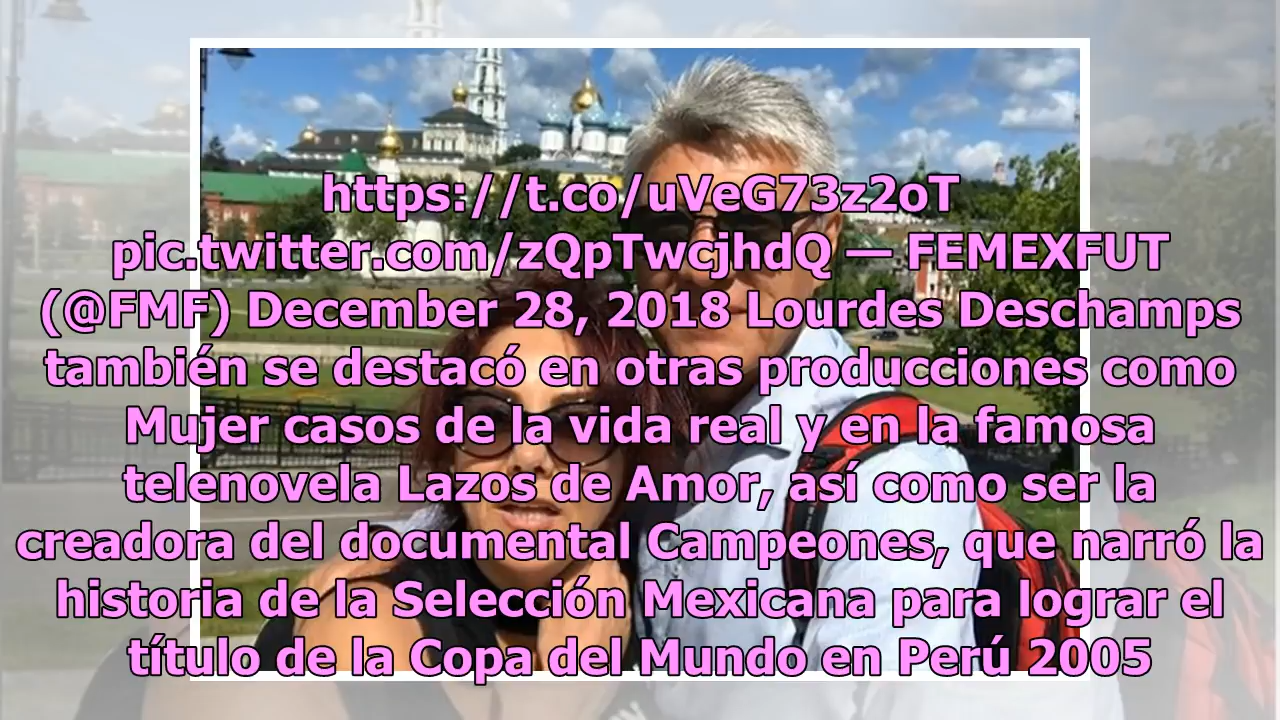 https://t.co/uVeG73z2oT
pic.twitter.com/zQpTwcjhdQ — FEMEXFUT
(@FMF) December 28, 2018 Lourdes Deschamps
también se destacó en otras producciones como
Mujer casos de la vida real y en la famosa
telenovela Lazos de Amor, así como ser la
creadora del documental Campeones, que narró la
historia de la Selección Mexicana para lograr el
título de la Copa del Mundo en Perú 2005